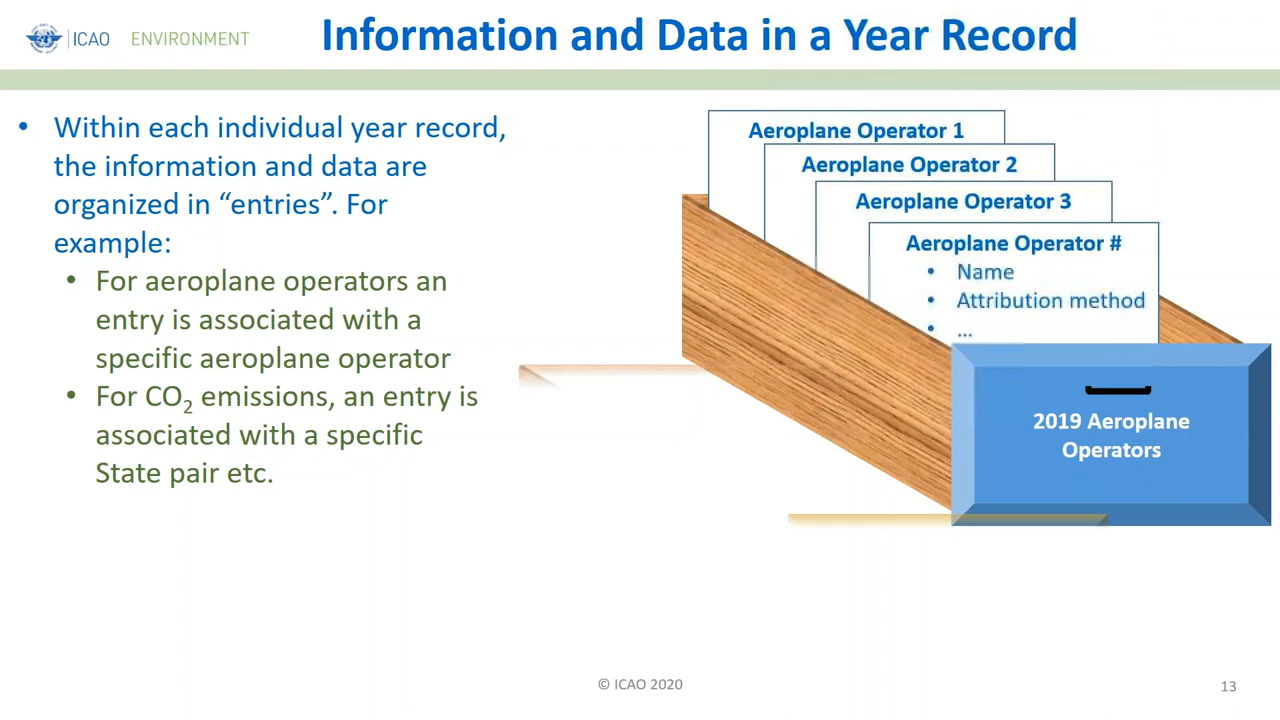 ICAO ENVIRONMENT
Information and Data in a Year Record
• Within each individual year record,
the information and data are
organized in “entries”. For
example:
• For aeroplane operators an
entry is associated with a
specific aeroplane operator
• For CO2 emissions, an entry is
associated with a specific
State pair etc.
Aeroplane Operator 1
Aeroplane Operator 2
Aeroplane Operator 3
Aeroplane Operator #
• Name
• Attribution method
• ...
2019 Aeroplane
Operators
© ICAO 2020
13